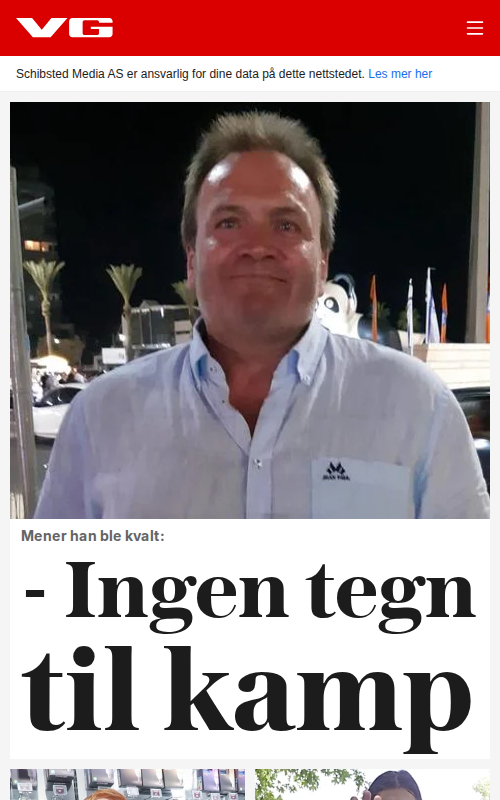 VG
Schibsted Media AS er ansvarlig for dine data på dette nettstedet. Les mer her
Mener han ble kvalt:
- Ingen tegn
til kamp